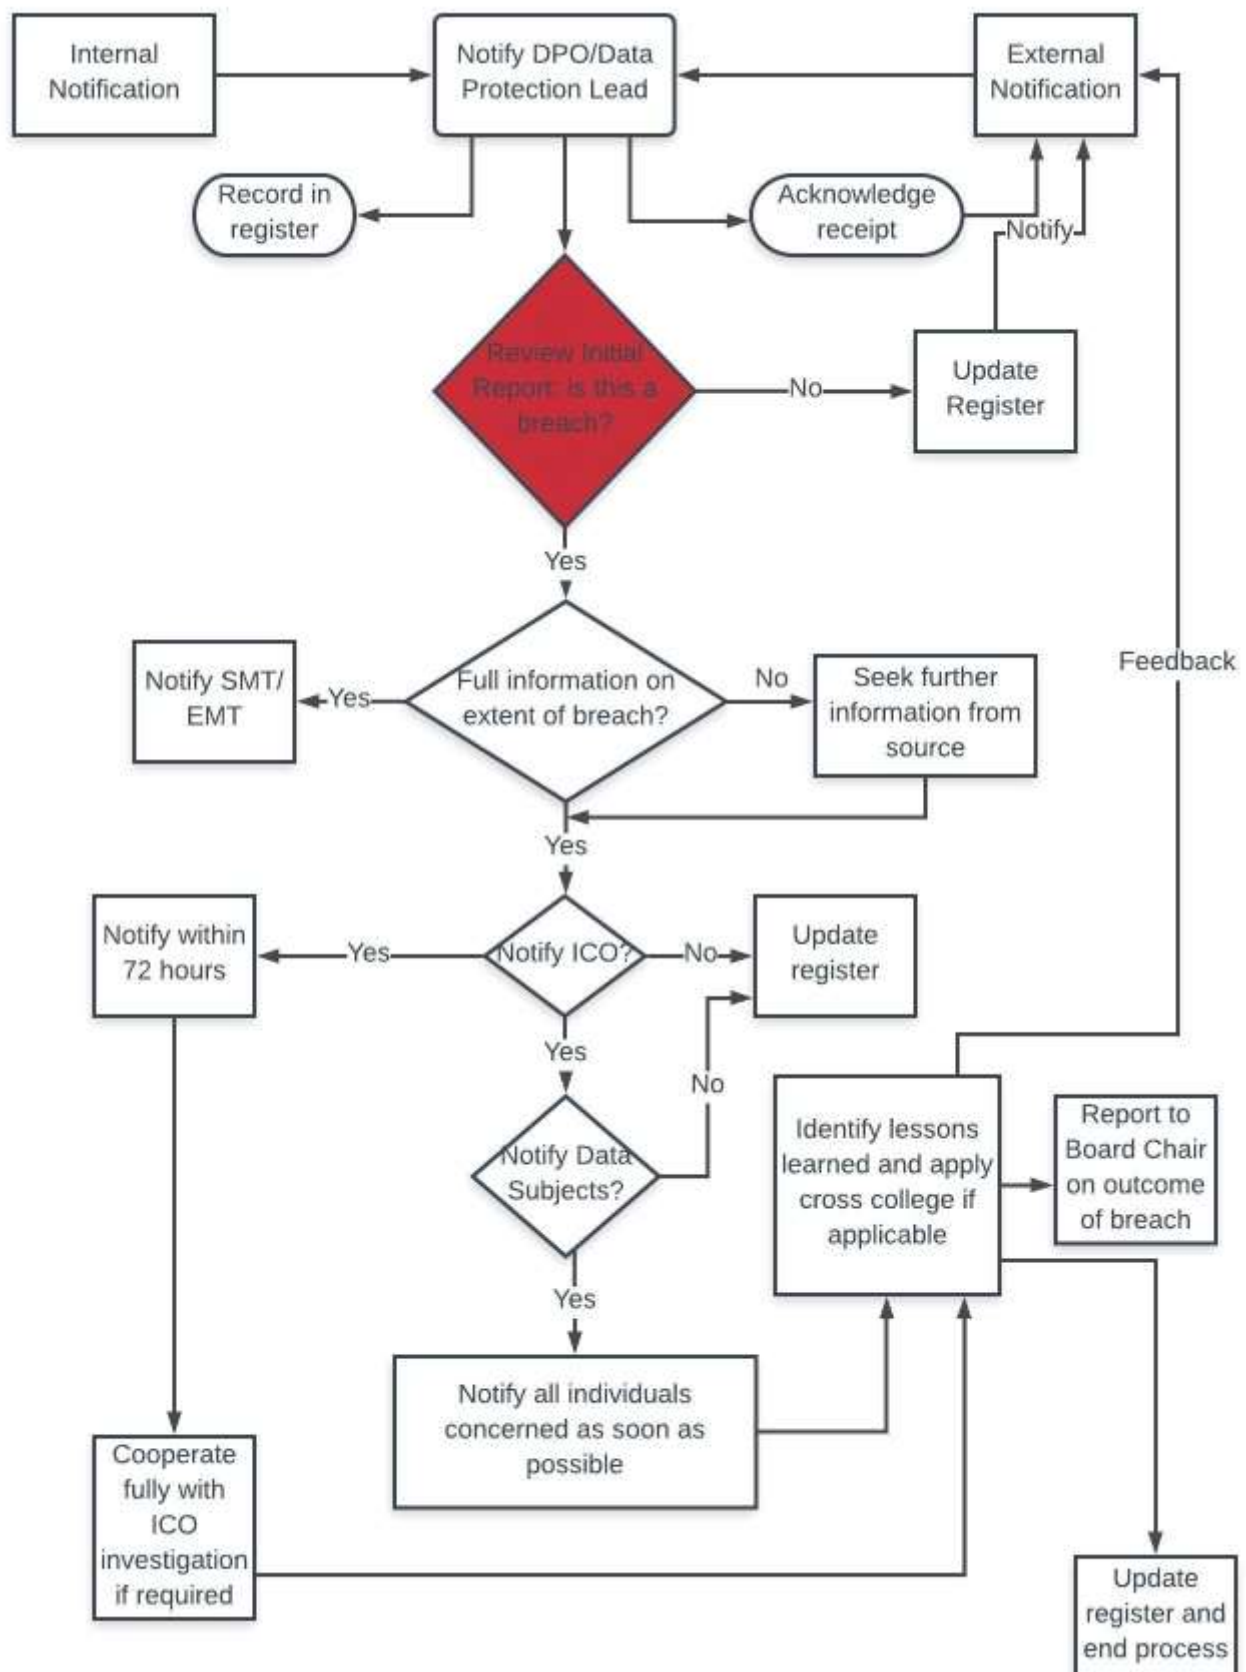 Internal
Notification
Notify DPO/Data
Protection Lead
External
Notification
Record in
register
Acknowledge
receipt
Notify
Review Initial
Report: is this a
breach?
No
Update
Register
Yes
Notify SMT/
EMT
Yes
Full information on
extent of breach?
No
Seek further
information from
source
Feedback
Yes
Notify within
72 hours
Yes
Notify ICO?
No
Update
register
Yes
No
Notify Data
Subjects?
Identify lessons
learned and apply
cross college if
applicable
Report to
Board Chair
on outcome
of breach
Yes
Notify all individuals
concerned as soon as
possible
Cooperate
fully with
ICO
investigation
if required
Update
register and
end process